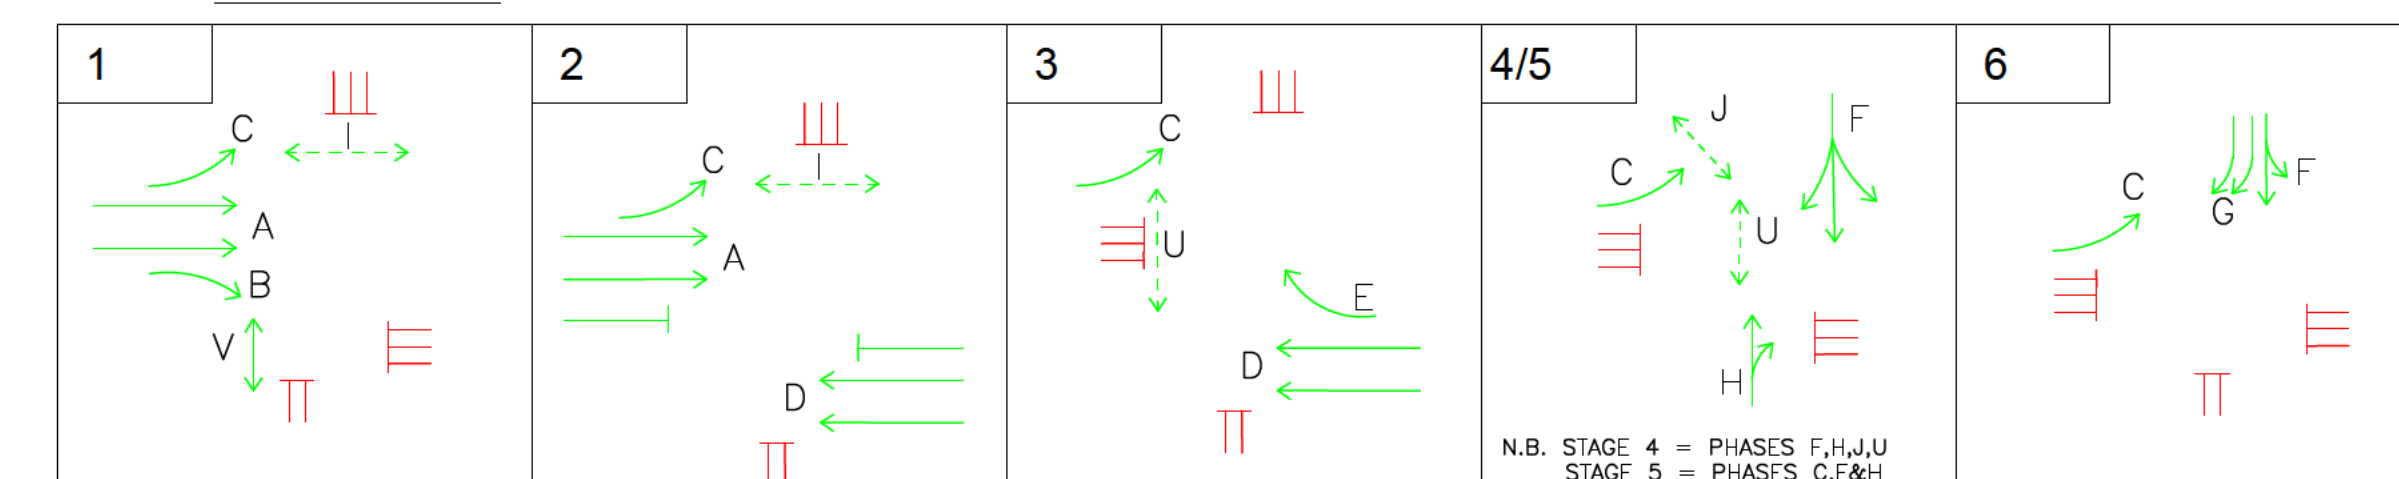 1
C
I
A
B
V
2
C
I
A
D
3
C
U
E
D
4/5
J
F
C
U
H
N.B. STAGE 4 = PHASES F,H,J,U
STAGE 5 = PHASES C,F&H
6
C
F
G